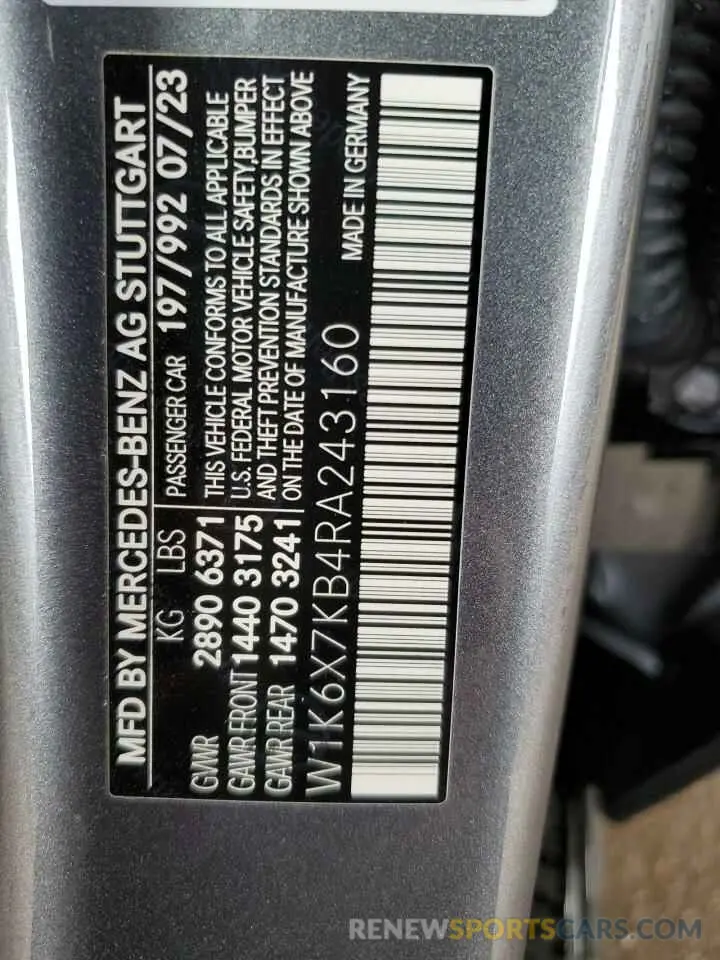 MFD BY MERCEDES-BENZ AG STUTTGART
KG LBS PASSENGER CAR 197/992 07/23
GVWR 2890 6371 THIS VEHICLE CONFORMS TO ALL APPLICABLE
GAWR FRONT 1440 3175 U.S. FEDERAL MOTOR VEHICLE SAFETY,BUMPER
GAWR REAR 1470 3241 AND THEFT PREVENTION STANDARDS IN EFFECT
ON THE DATE OF MANUFACTURE SHOWN ABOVE
W1K6X7KB4RA243160 MADE IN GERMANY
RENEWSPORTSCARS.COM